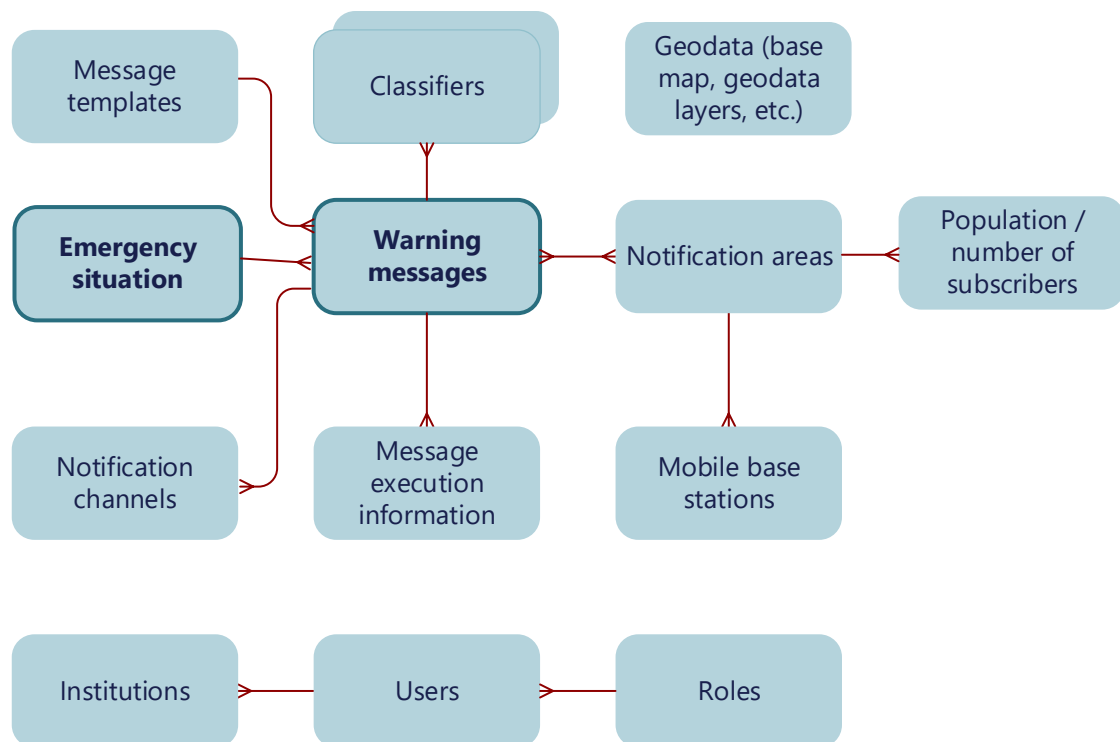 Message
templates
Classifiers
Geodata (base
map, geodata
layers, etc.)
Emergency
situation
Warning
messages
Notification areas
Population /
number of
subscribers
Notification
channels
Message
execution
information
Mobile base
stations
Institutions
Users
Roles